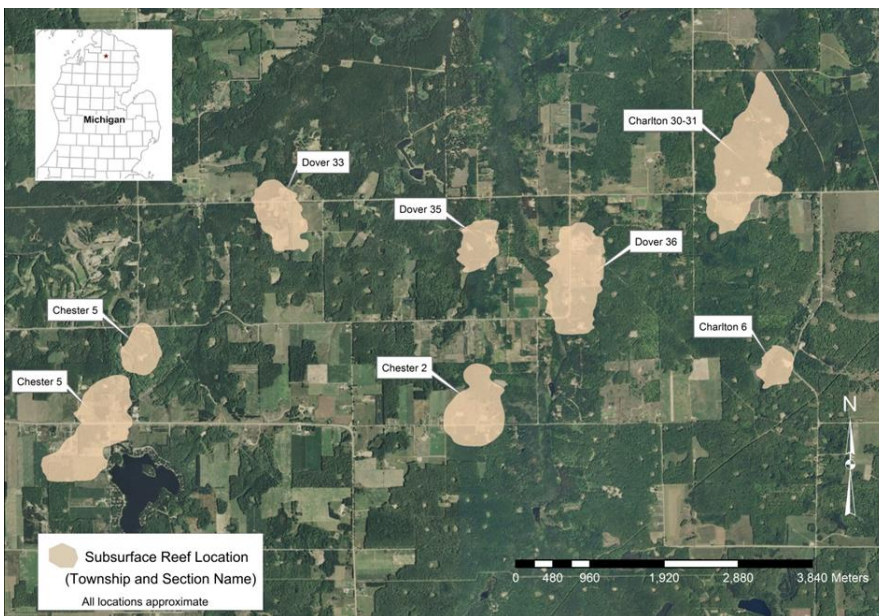 Michigan
Charlton 30-31
Dover 33
Dover 35
Dover 36
Chester 5
Charlton 6
Chester 2
Chester 5
N
Subsurface Reef Location
(Township and Section Name)
All locations approximate
0 480 960 1,920 2,880 3,840 Meters